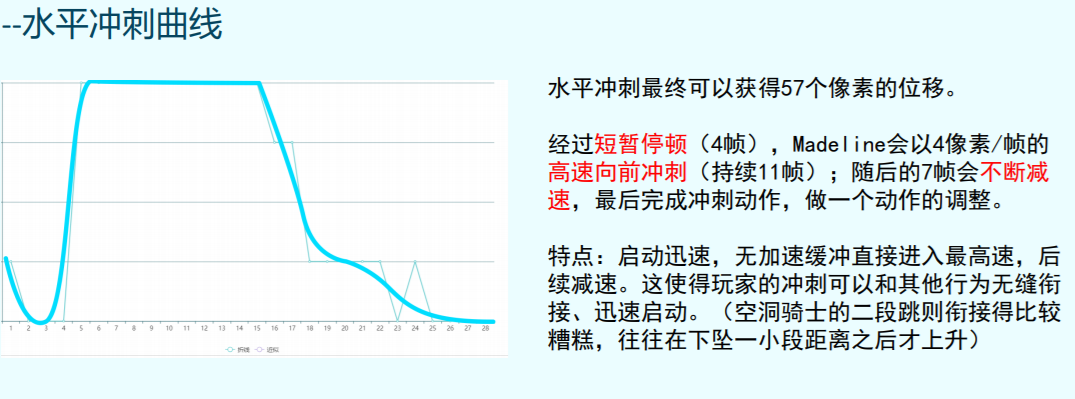 --水平冲刺曲线
水平冲刺最终可以获得57个像素的位移。
经过短暂停顿（4帧），Madeline会以4像素/帧的
高速向前冲刺（持续11帧）；随后的7帧会不断减
速，最后完成冲刺动作，做一个动作的调整。
特点：启动迅速，无加速缓冲直接进入最高速，后
续减速。这使得玩家的冲刺可以和其他行为无缝衔
接、迅速启动。（空洞骑士的二段跳则衔接得比较
糟糕，往往在下坠一小段距离之后才上升）
1 2 3 4 5 6 7 8 9 10 11 12 13 14 15 16 17 18 19 20 21 22 23 24 25 26 27 28
折线 近似